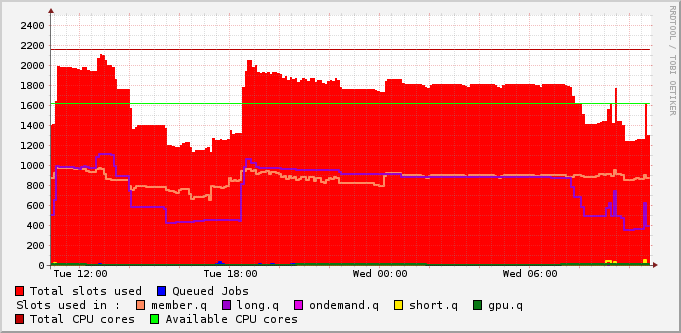 2400
2200
2000
1800
1600
1400
1200
1000
800
600
400
200
0
Tue 12:00 Tue 18:00 Wed 00:00 Wed 06:00
Total slots used Queued Jobs
Slots used in : member.q long.q ondemand.q short.q gpu.q
Total CPU cores Available CPU cores
RRDTOOL / TOBI OETIKER